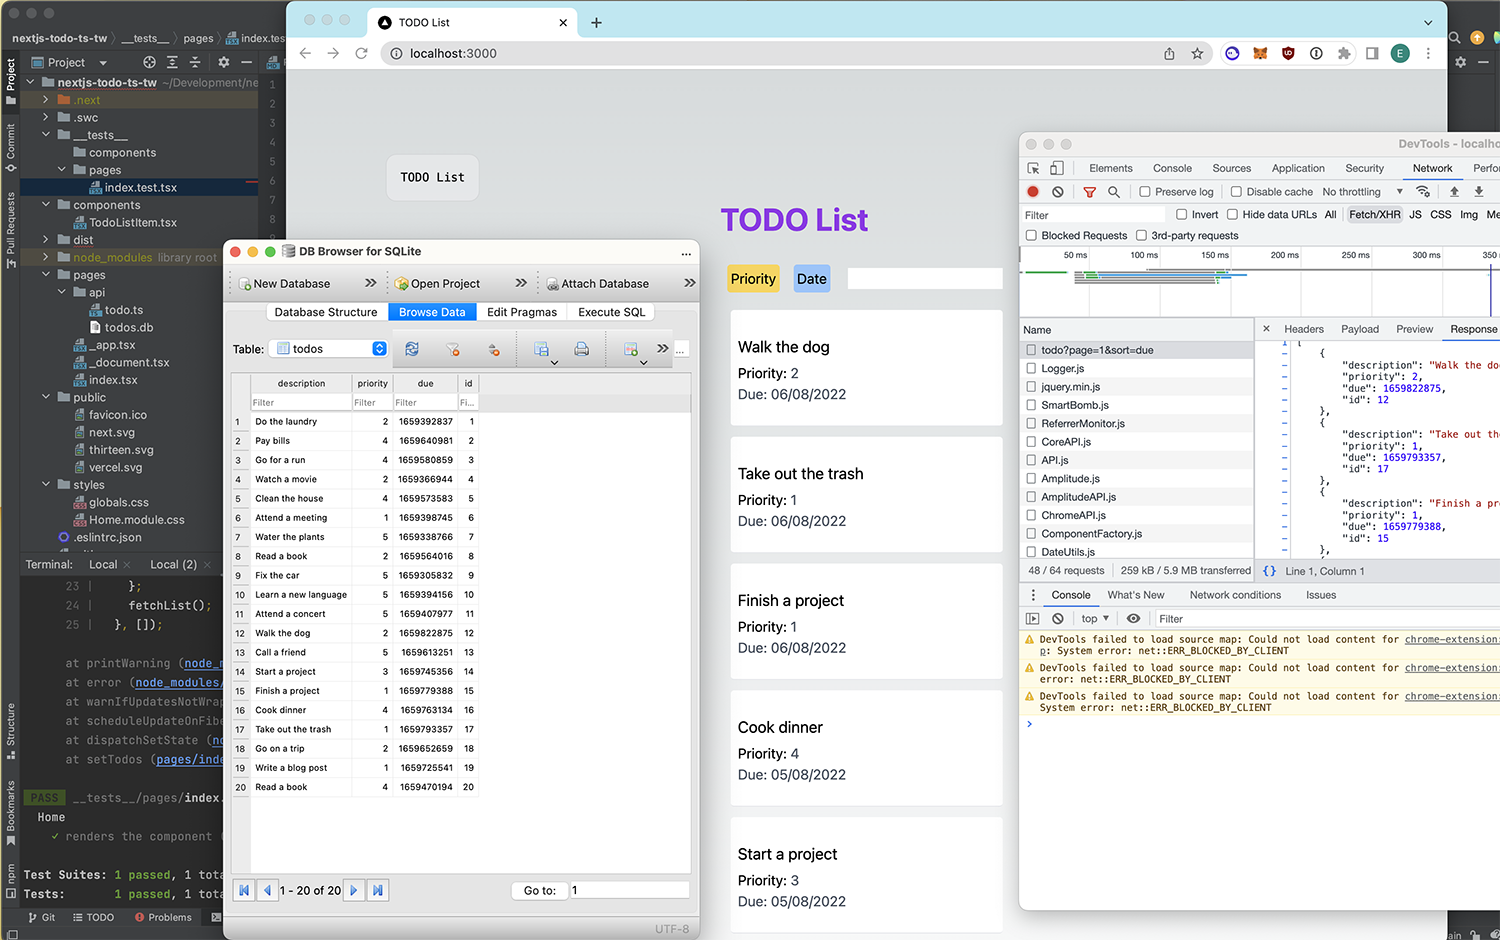 nextjs-todo-ts-tw
__tests__
pages
index.tes
Project
nextjs-todo-ts-tw ~/Development/ne
.next
.swc
__tests__
components
pages
index.test.tsx
components
TodoListItem.tsx
dist
node_modules library root
pages
api
todo.ts
todos.db
_app.tsx
_document.tsx
index.tsx
public
favicon.ico
next.svg
thirteen.svg
vercel.svg
styles
globals.css
Home.module.css
.eslintrc.json
Project
Commit
Pull Requests
Structure
Bookmarks
npm
1
2
3
4
5
6
7
8
9
Terminal: Local × Local (2) ×
23 | };
24 | fetchList();
25 | }, []);
at printWarning (node_m
at error (node_modules/
at warnIfUpdatesNotWrap
at scheduleUpdateOnFibe
at dispatchSetState (no
at setTodos (pages/inde
PASS __tests__/pages/index.
Home
✓ renders the component (
Test Suites: 1 passed, 1 tota
Tests: 1 passed, 1 tota
Git TODO Problems
TODO List
localhost:3000
E
TODO List
TODO List
Priority Date
Walk the dog
Priority: 2
Due: 06/08/2022
Take out the trash
Priority: 1
Due: 06/08/2022
Finish a project
Priority: 1
Due: 06/08/2022
Cook dinner
Priority: 4
Due: 05/08/2022
Start a project
Priority: 3
Due: 05/08/2022
DB Browser for SQLite
New Database » Open Project » Attach Database »
Database Structure Browse Data Edit Pragmas Execute SQL
Table: todos » ...
description priority due id
Filter Filter Filter Fi...
1 Do the laundry 2 1659392837 1
2 Pay bills 4 1659640981 2
3 Go for a run 4 1659580859 3
4 Watch a movie 2 1659366944 4
5 Clean the house 4 1659573583 5
6 Attend a meeting 1 1659398745 6
7 Water the plants 5 1659338766 7
8 Read a book 2 1659564016 8
9 Fix the car 5 1659305832 9
10 Learn a new language 5 1659394156 10
11 Attend a concert 5 1659407977 11
12 Walk the dog 2 1659822875 12
13 Call a friend 5 1659613251 13
14 Start a project 3 1659745356 14
15 Finish a project 1 1659779388 15
16 Cook dinner 4 1659763134 16
17 Take out the trash 1 1659793357 17
18 Go on a trip 2 1659652659 18
19 Write a blog post 1 1659725541 19
20 Read a book 4 1659470194 20
1 - 20 of 20 Go to: 1
UTF-8
DevTools - localho
Elements Console Sources Application Security Network Perfo
Preserve log Disable cache No throttling
Filter Invert Hide data URLs All Fetch/XHR JS CSS Img Me
Blocked Requests 3rd-party requests
50 ms 100 ms 150 ms 200 ms 250 ms 300 ms 350
Name
todo?page=1&sort=due
Logger.js
jquery.min.js
SmartBomb.js
ReferrerMonitor.js
CoreAPI.js
API.js
Amplitude.js
AmplitudeAPI.js
ChromeAPI.js
ComponentFactory.js
DateUtils.js
48 / 64 requests 259 kB / 5.9 MB transferred
× Headers Payload Preview Response
[
{
"description": "Walk the do
"priority": 2,
"due": 1659822875,
"id": 12
},
{
"description": "Take out the
"priority": 1,
"due": 1659793357,
"id": 17
},
{
"description": "Finish a pro
"priority": 1,
"due": 1659779388,
"id": 15
},
{} Line 1, Column 1
Console What's New Network conditions Issues
top Filter
DevTools failed to load source map: Could not load content for chrome-extension:
p: System error: net::ERR_BLOCKED_BY_CLIENT
DevTools failed to load source map: Could not load content for chrome-extension:
error: net::ERR_BLOCKED_BY_CLIENT
DevTools failed to load source map: Could not load content for chrome-extension:
System error: net::ERR_BLOCKED_BY_CLIENT
>
ain